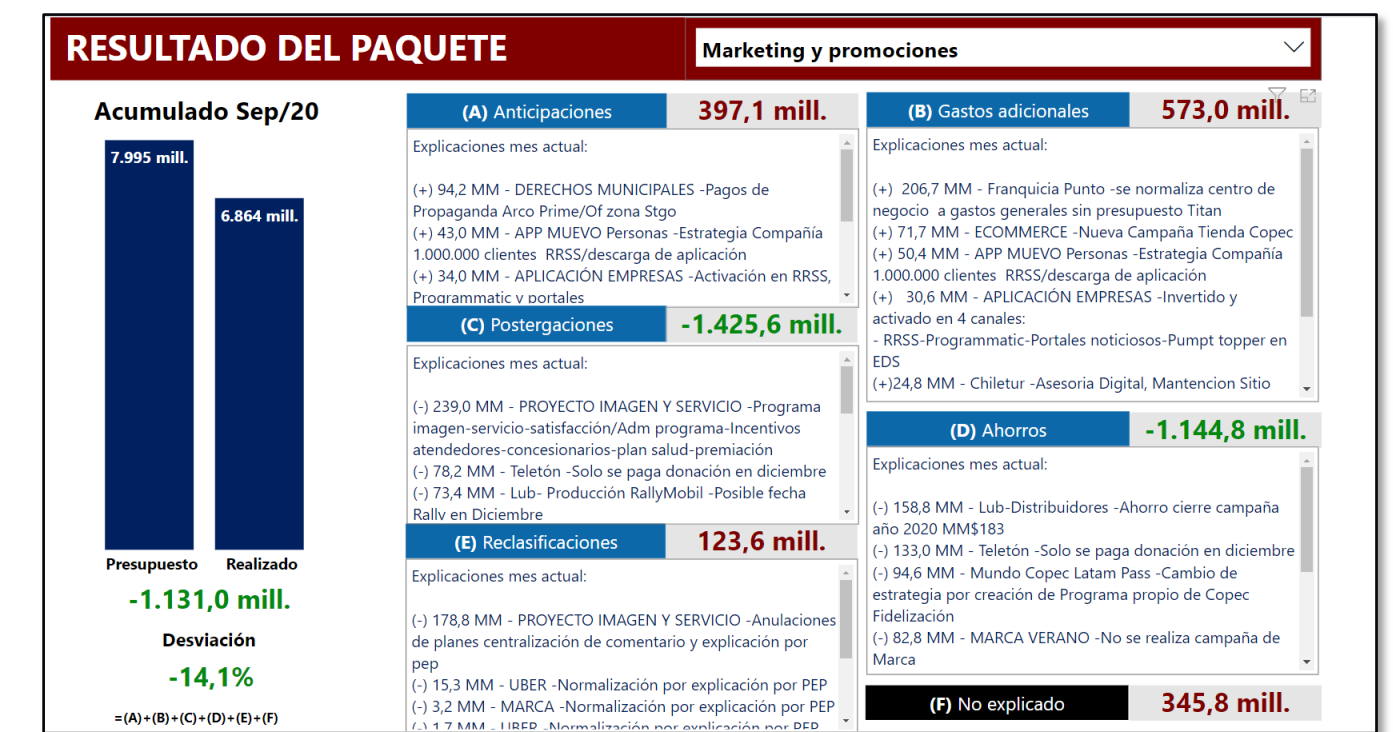 RESULTADO DEL PAQUETE
Marketing y promociones
Acumulado Sep/20
7.995 mill.
6.864 mill.
Presupuesto
Realizado
-1.131,0 mill.
Desviación
-14,1%
=(A)+(B)+(C)+(D)+(E)+(F)
(A) Anticipaciones
397,1 mill.
Explicaciones mes actual:
(+) 94,2 MM - DERECHOS MUNICIPALES -Pagos de
Propaganda Arco Prime/Of zona Stgo
(+) 43,0 MM - APP MUEVO Personas -Estrategia Compañía
1.000.000 clientes RRSS/descarga de aplicación
(+) 34,0 MM - APLICACIÓN EMPRESAS -Activación en RRSS,
Programmatic y portales
(C) Postergaciones
-1.425,6 mill.
Explicaciones mes actual:
(-) 239,0 MM - PROYECTO IMAGEN Y SERVICIO -Programa
imagen-servicio-satisfacción/Adm programa-Incentivos
atendedores-concesionarios-plan salud-premiación
(-) 78,2 MM - Teletón -Solo se paga donación en diciembre
(-) 73,4 MM - Lub- Producción RallyMobil -Posible fecha
Rally en Diciembre
(E) Reclasificaciones
123,6 mill.
Explicaciones mes actual:
(-) 178,8 MM - PROYECTO IMAGEN Y SERVICIO -Anulaciones
de planes centralización de comentario y explicación por
pep
(-) 15,3 MM - UBER -Normalización por explicación por PEP
(-) 3,2 MM - MARCA -Normalización por explicación por PEP
(-) 1,7 MM - UBER -Normalización por explicación por PEP
(B) Gastos adicionales
573,0 mill.
Explicaciones mes actual:
(+) 206,7 MM - Franquicia Punto -se normaliza centro de
negocio a gastos generales sin presupuesto Titan
(+) 71,7 MM - ECOMMERCE -Nueva Campaña Tienda Copec
(+) 50,4 MM - APP MUEVO Personas -Estrategia Compañía
1.000.000 clientes RRSS/descarga de aplicación
(+) 30,6 MM - APLICACIÓN EMPRESAS -Invertido y
activado en 4 canales:
- RRSS-Programmatic-Portales noticiosos-Pumpt topper en
EDS
(+)24,8 MM - Chiletur -Asesoria Digital, Mantencion Sitio
(D) Ahorros
-1.144,8 mill.
Explicaciones mes actual:
(-) 158,8 MM - Lub-Distribuidores -Ahorro cierre campaña
año 2020 MM$183
(-) 133,0 MM - Teletón -Solo se paga donación en diciembre
(-) 94,6 MM - Mundo Copec Latam Pass -Cambio de
estrategia por creación de Programa propio de Copec
Fidelización
(-) 82,8 MM - MARCA VERANO -No se realiza campaña de
Marca
(F) No explicado
345,8 mill.